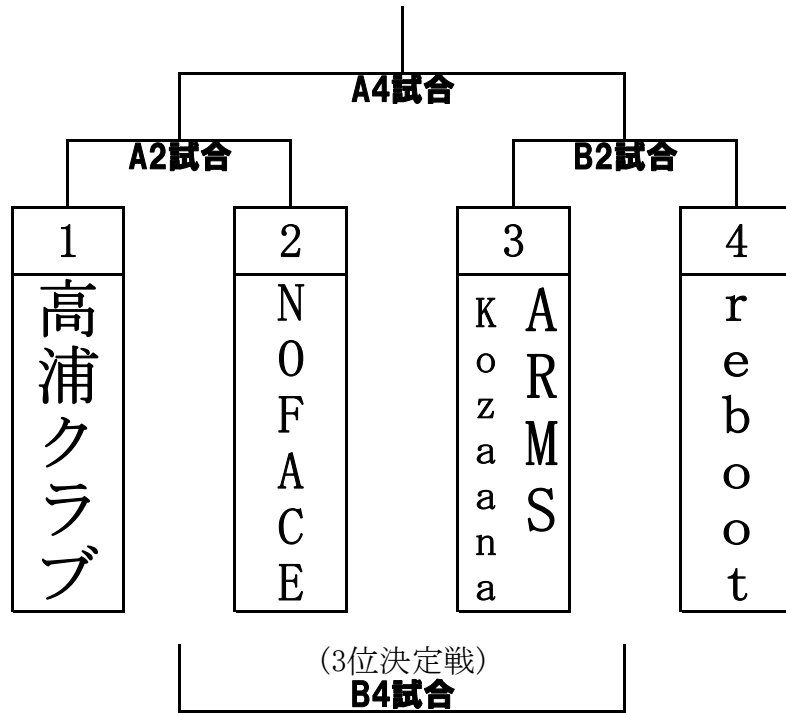 A4試合
A2試合
B2試合
1
2
3
4
高浦クラブ
NOFACE
ARMS
Kozaana
reboot
(3位決定戦)
B4試合